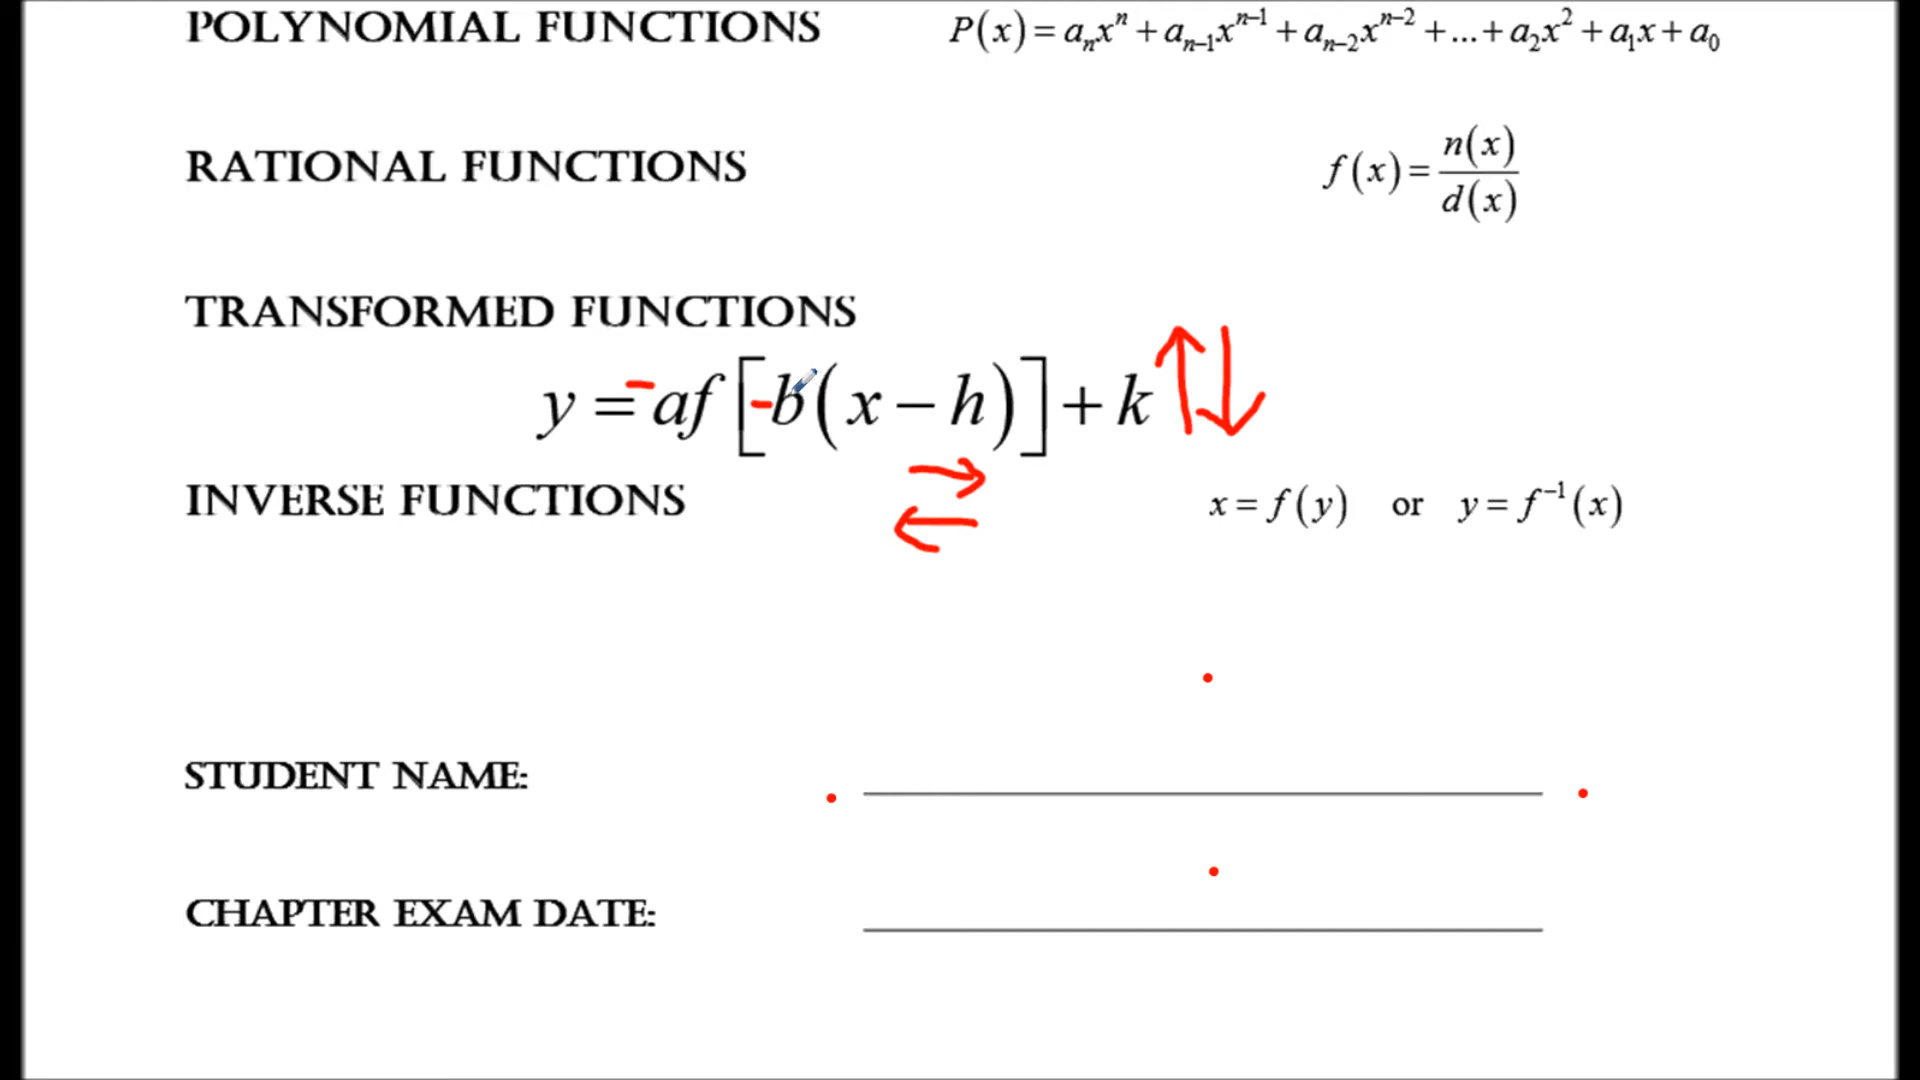 POLYNOMIAL FUNCTIONS P(x) = aₙxⁿ + aₙ₋₁xⁿ⁻¹ + aₙ₋₂xⁿ⁻² + ... + a₂x² + a₁x + a₀
RATIONAL FUNCTIONS f(x) = n(x)/d(x)
TRANSFORMED FUNCTIONS
y = -af[-b(x − h)] + k
INVERSE FUNCTIONS x = f(y) or y = f⁻¹(x)
STUDENT NAME:
CHAPTER EXAM DATE: